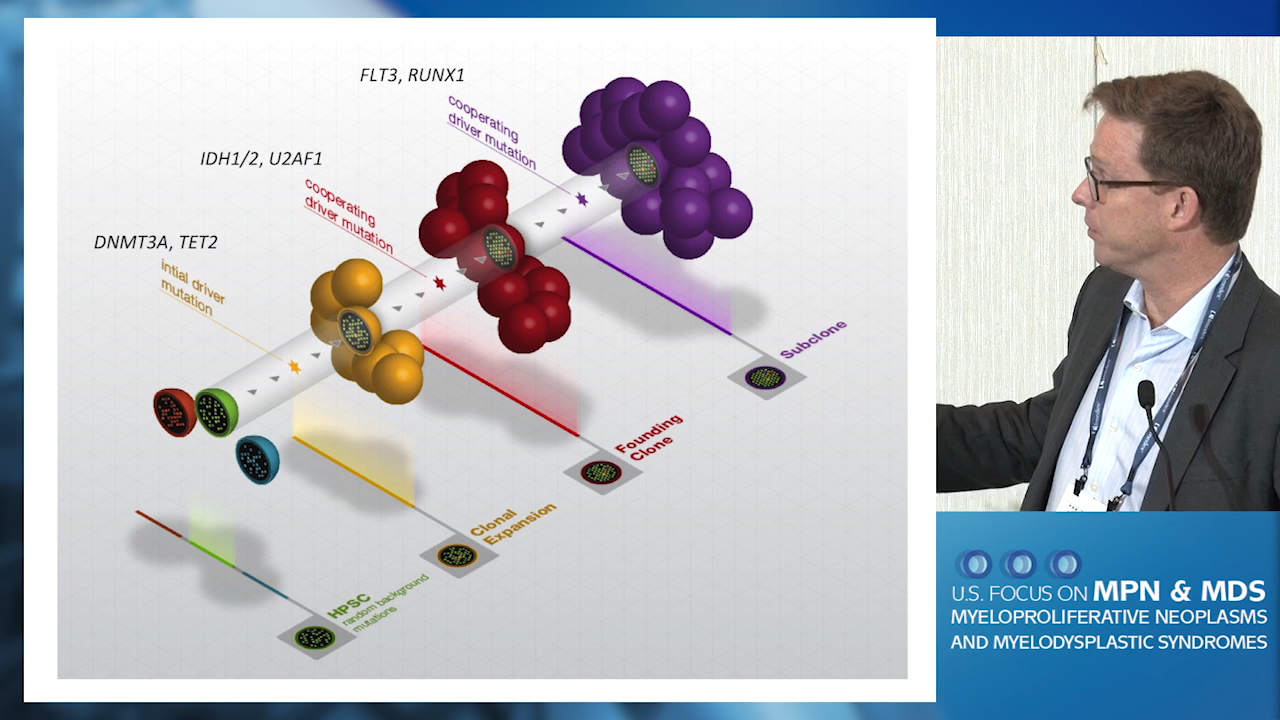 FLT3, RUNX1
cooperating
driver mutation
IDH1/2, U2AF1
cooperating
driver mutation
DNMT3A, TET2
intial driver
mutation
Subclone
Founding
Clone
Clonal
Expansion
HPSC
random background
mutations
U.S. FOCUS ON MPN & MDS
MYELOPROLIFERATIVE NEOPLASMS
AND MYELODYSPLASTIC SYNDROMES